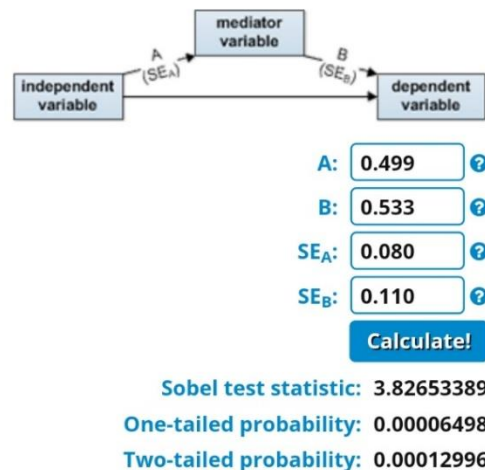 mediator
variable
A
(SEA)
B
(SEB)
independent
variable
dependent
variable
A: 0.499 ?
B: 0.533 ?
SEA: 0.080 ?
SEB: 0.110 ?
Calculate!
Sobel test statistic: 3.82653389
One-tailed probability: 0.00006498
Two-tailed probability: 0.00012996